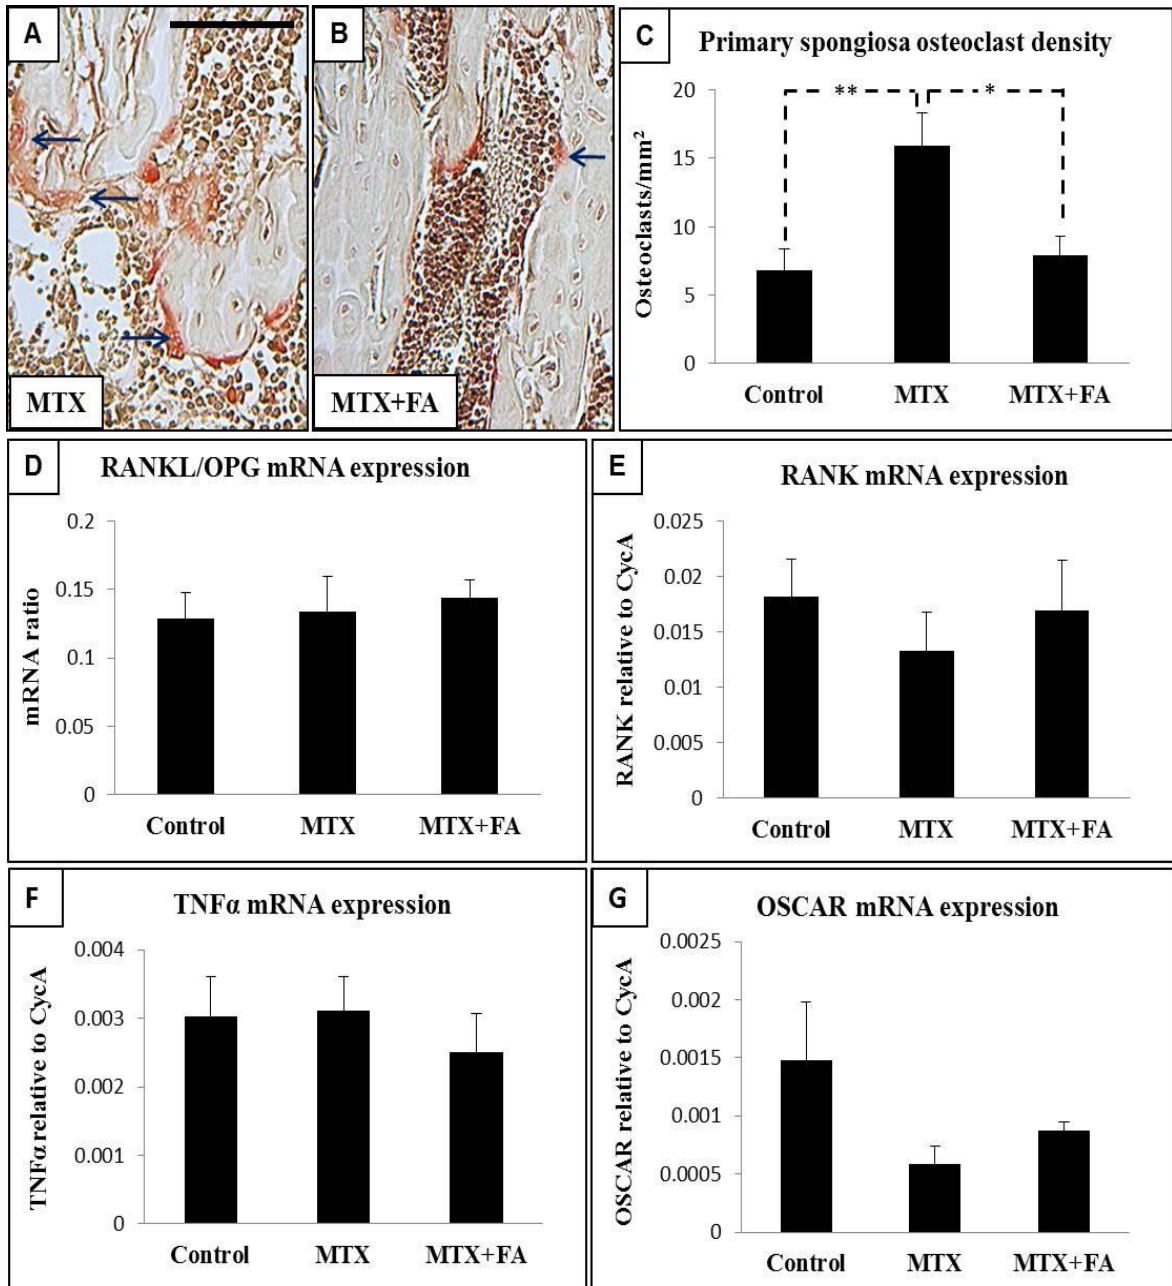 A
B
MTX
MTX+FA
C
Primary spongiosa osteoclast density
Osteoclasts/mm²
20
15
10
5
0
**
*
Control MTX MTX+FA
D
RANKL/OPG mRNA expression
mRNA ratio
0.2
0.15
0.1
0.05
0
Control MTX MTX+FA
E
RANK mRNA expression
RANK relative to CycA
0.025
0.02
0.015
0.01
0.005
0
Control MTX MTX+FA
F
TNFα mRNA expression
TNFα relative to CycA
0.004
0.003
0.002
0.001
0
Control MTX MTX+FA
G
OSCAR mRNA expression
OSCAR relative to CycA
0.0025
0.002
0.0015
0.001
0.0005
0
Control MTX MTX+FA